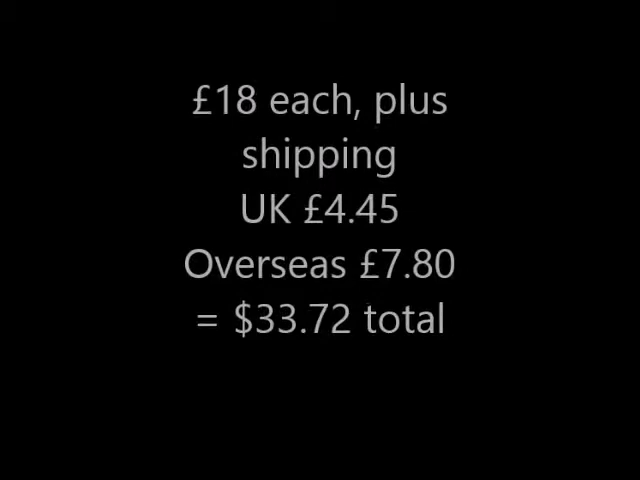 £18 each, plus
shipping
UK £4.45
Overseas £7.80
= $33.72 total